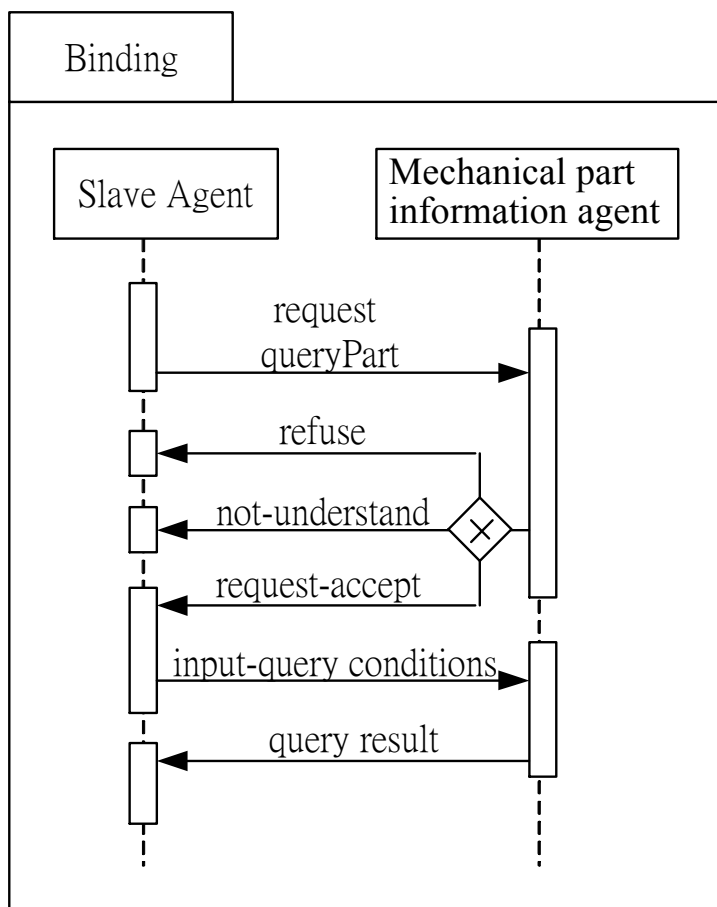 Binding
Slave Agent
Mechanical part
information agent
request
queryPart
refuse
not-understand
request-accept
input-query conditions
query result